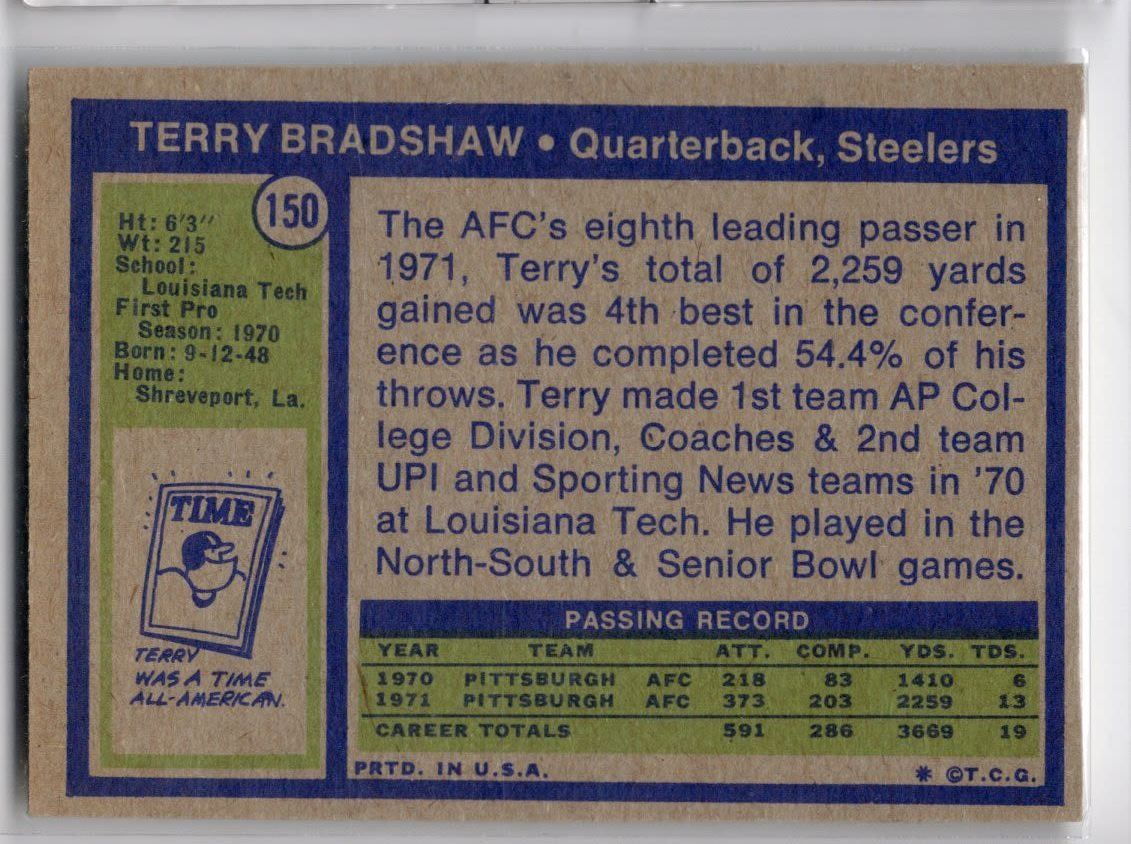 TERRY BRADSHAW • Quarterback, Steelers
150
Ht: 6'3"
Wt: 215
School:
Louisiana Tech
First Pro
Season: 1970
Born: 9-12-48
Home:
Shreveport, La.
TIME
TERRY
WAS A TIME
ALL-AMERICAN.
The AFC's eighth leading passer in
1971, Terry's total of 2,259 yards
gained was 4th best in the confer-
ence as he completed 54.4% of his
throws. Terry made 1st team AP Col-
lege Division, Coaches & 2nd team
UPI and Sporting News teams in '70
at Louisiana Tech. He played in the
North-South & Senior Bowl games.
PASSING RECORD
YEAR TEAM ATT. COMP. YDS. TDS.
1970 PITTSBURGH AFC 218 83 1410 6
1971 PITTSBURGH AFC 373 203 2259 13
CAREER TOTALS 591 286 3669 19
PRTD. IN U.S.A. * ©T.C.G.